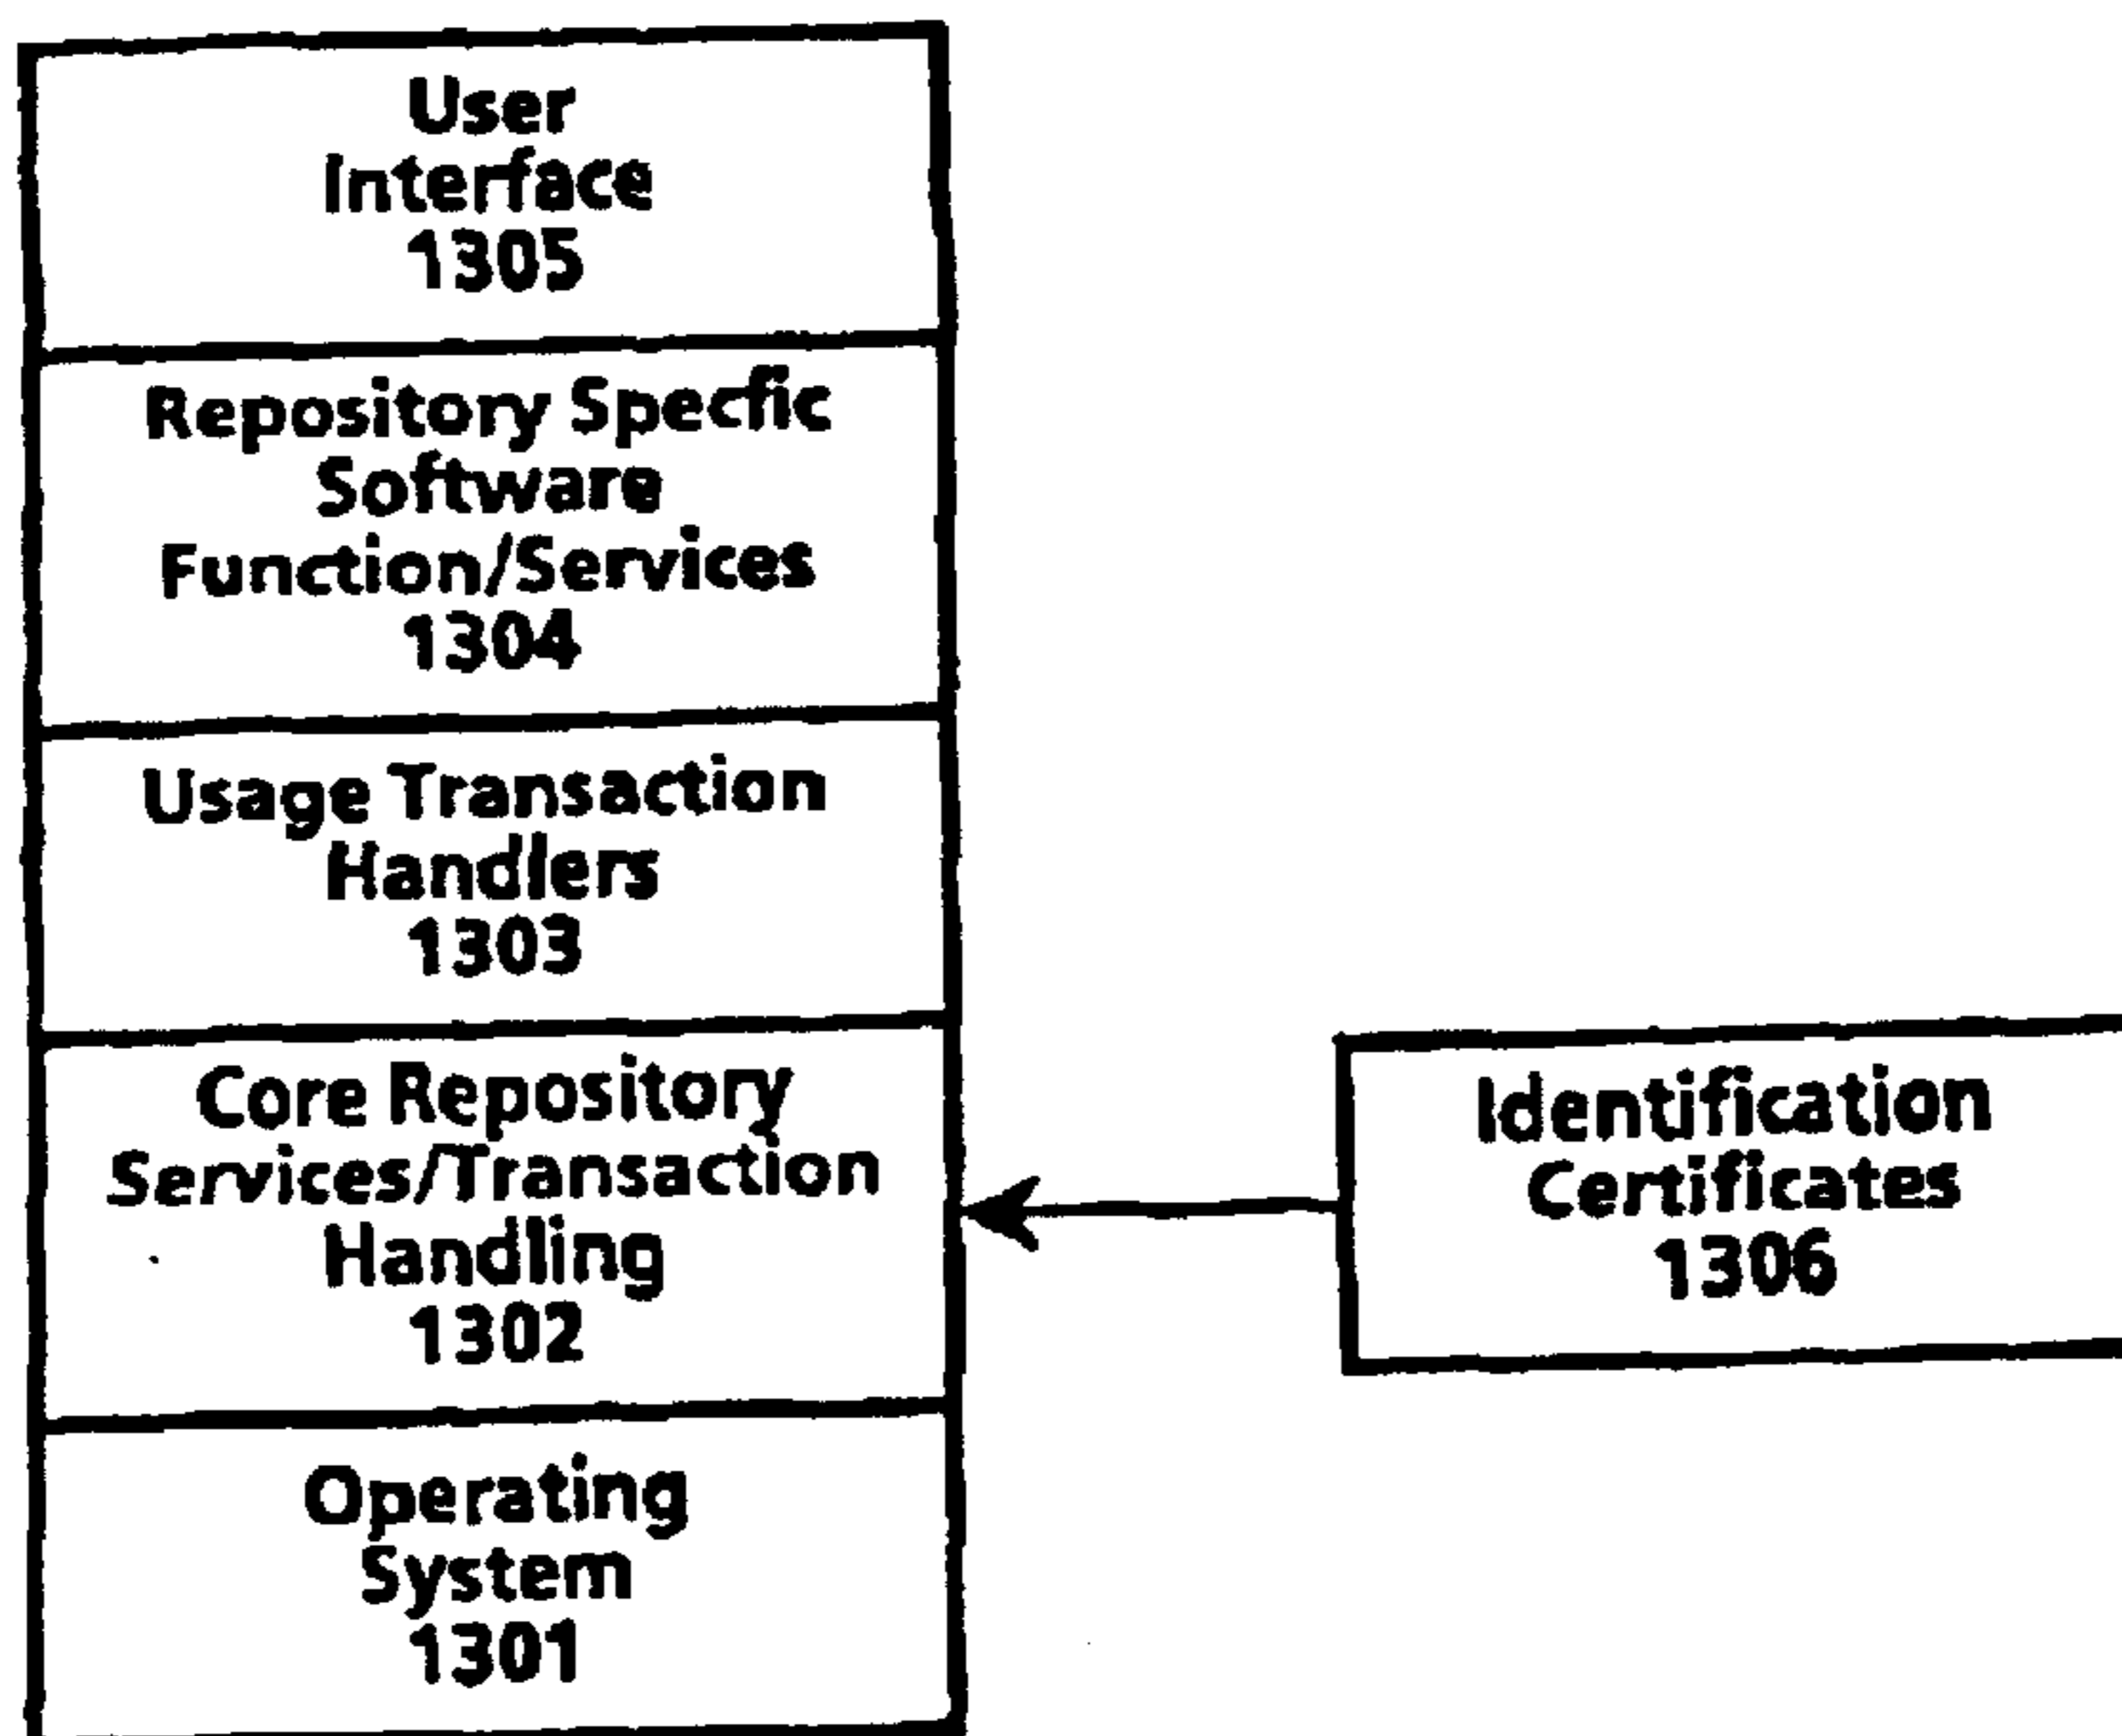 User
Interface
1305
Repository Specfic
Software
Function/Services
1304
Usage Transaction
Handlers
1303
Core Repository
Services/Transaction
Handling
1302
Operating
System
1301
Identification
Certificates
1306